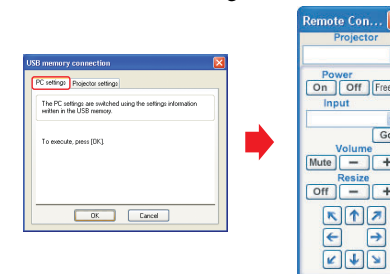 USB memory connection
PC settings Projector settings
The PC settings are switched using the settings information
written in the USB memory.
To execute, press [OK].
OK Cancel
Remote Con...
Projector
Power
On Off Free
Input
Go
Volume
Mute − +
Resize
Off − +